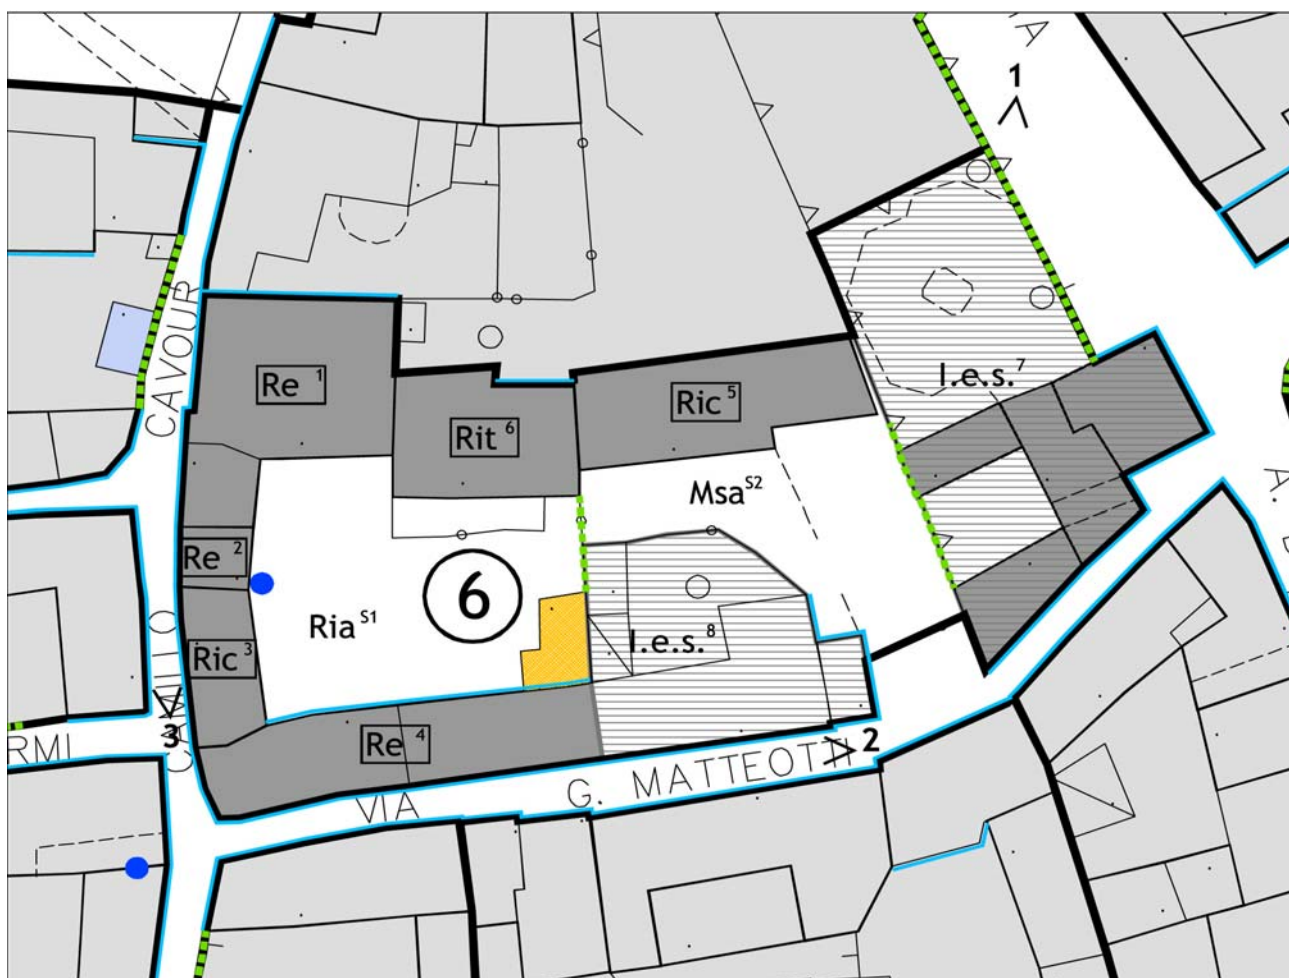 1
I.e.s.7
Re 1
Ric 5
Rit 6
Msa S2
Re 2
6
Ria S1
I.e.s.8
Ric 3
Re 4
2
3
CAMILLO CAVOUR
RMI
VIA G. MATTEOTTI
A
A.